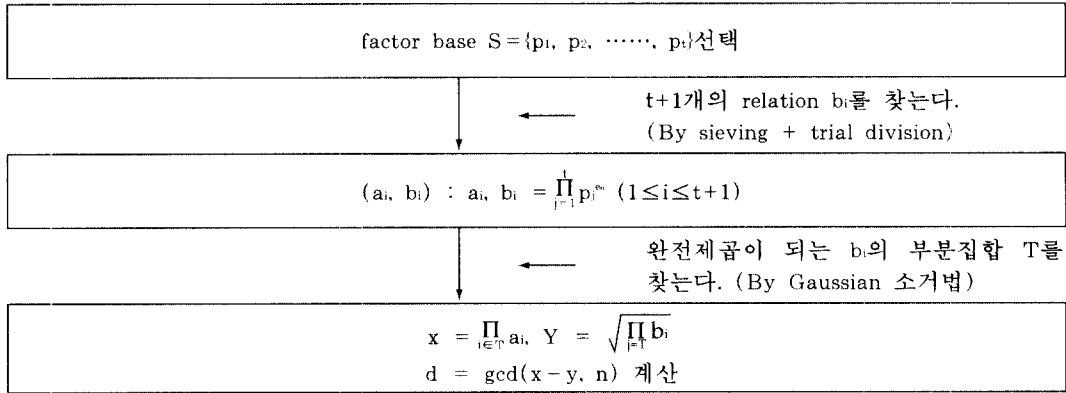 factor base S={p₁, p₂, ……, pₜ}선택
t+1개의 relation bᵢ를 찾는다.
(By sieving + trial division)
(aᵢ, bᵢ) : aᵢ, bᵢ = ∏ⱼ₌₁ᵗ pⱼ (1≤i≤t+1)
완전제곱이 되는 bᵢ의 부분집합 T를
찾는다. (By Gaussian 소거법)
x = ∏ᵢ∈T aᵢ, Y = √∏ⱼ₌T bᵢ
d = gcd(x-y, n) 계산